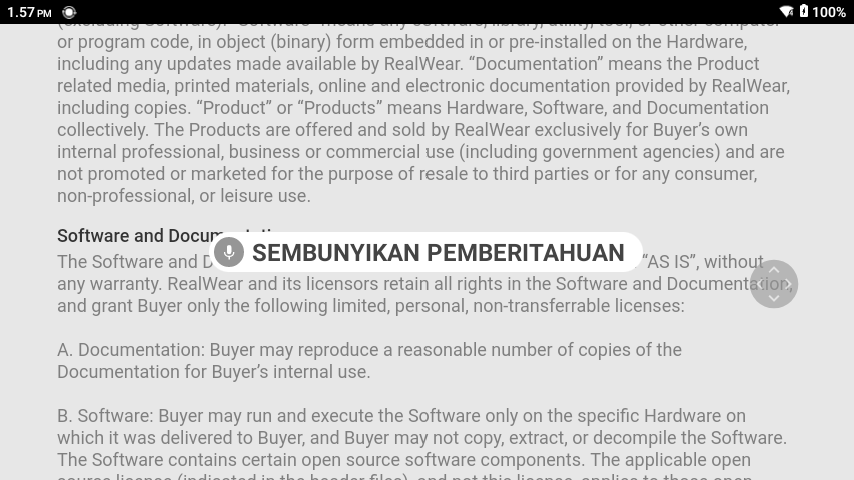 1.57 PM
100%
or program code, in object (binary) form embedded in or pre-installed on the Hardware,
including any updates made available by RealWear. “Documentation” means the Product
related media, printed materials, online and electronic documentation provided by RealWear,
including copies. “Product” or “Products” means Hardware, Software, and Documentation
collectively. The Products are offered and sold by RealWear exclusively for Buyer’s own
internal professional, business or commercial use (including government agencies) and are
not promoted or marketed for the purpose of resale to third parties or for any consumer,
non-professional, or leisure use.
Software and
SEMBUNYIKAN PEMBERITAHUAN
The Software and “AS IS”, without
any warranty. RealWear and its licensors retain all rights in the Software and Documentation,
and grant Buyer only the following limited, personal, non-transferrable licenses:
A. Documentation: Buyer may reproduce a reasonable number of copies of the
Documentation for Buyer’s internal use.
B. Software: Buyer may run and execute the Software only on the specific Hardware on
which it was delivered to Buyer, and Buyer may not copy, extract, or decompile the Software.
The Software contains certain open source software components. The applicable open